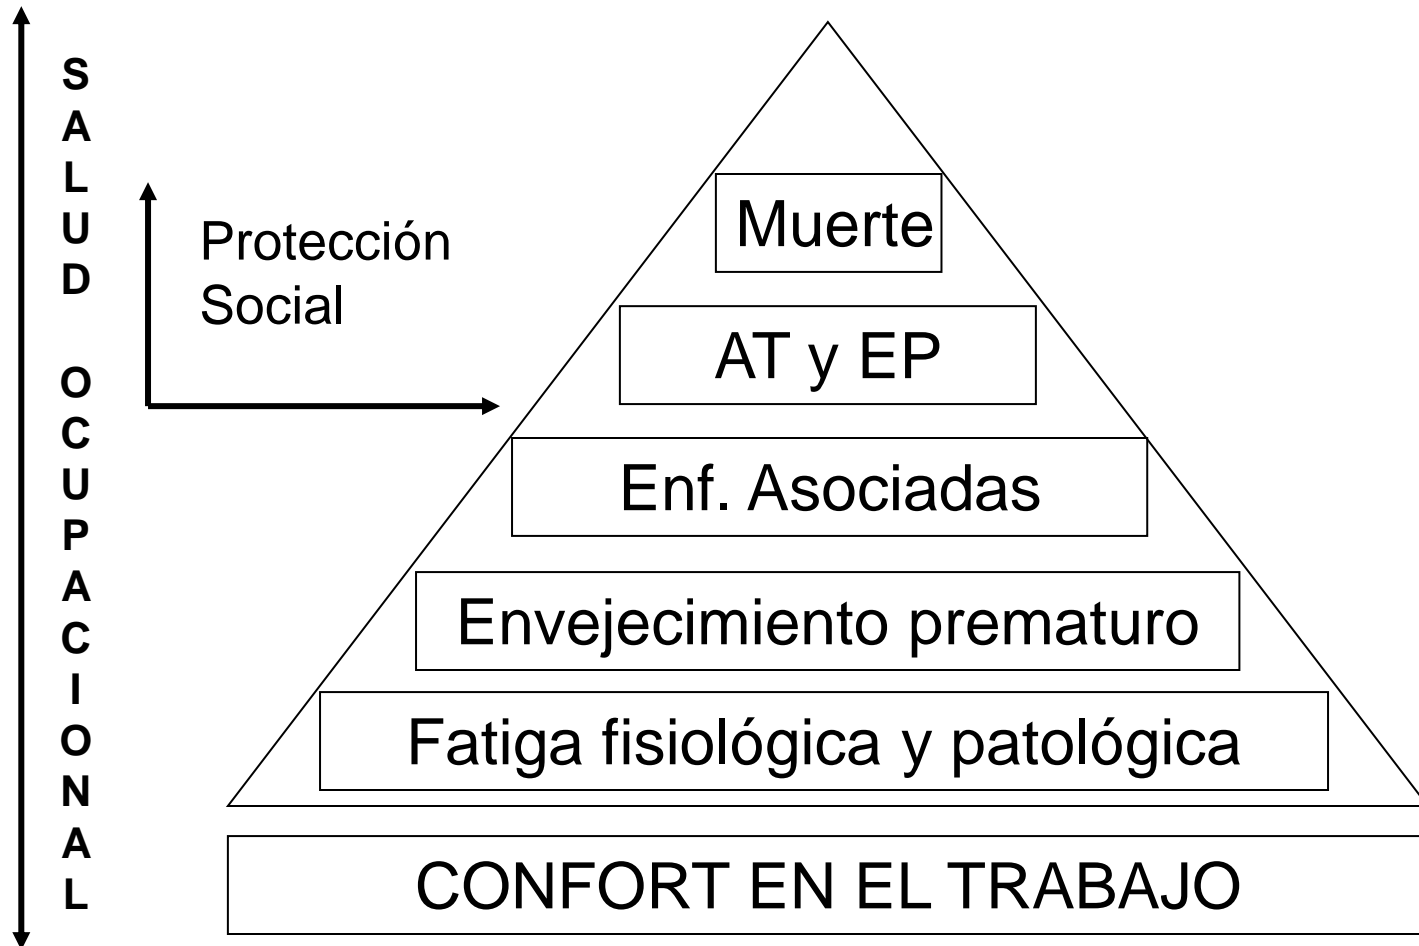 SALUD OCUPACIONAL
Protección
Social
Muerte
AT y EP
Enf. Asociadas
Envejecimiento prematuro
Fatiga fisiológica y patológica
CONFORT EN EL TRABAJO